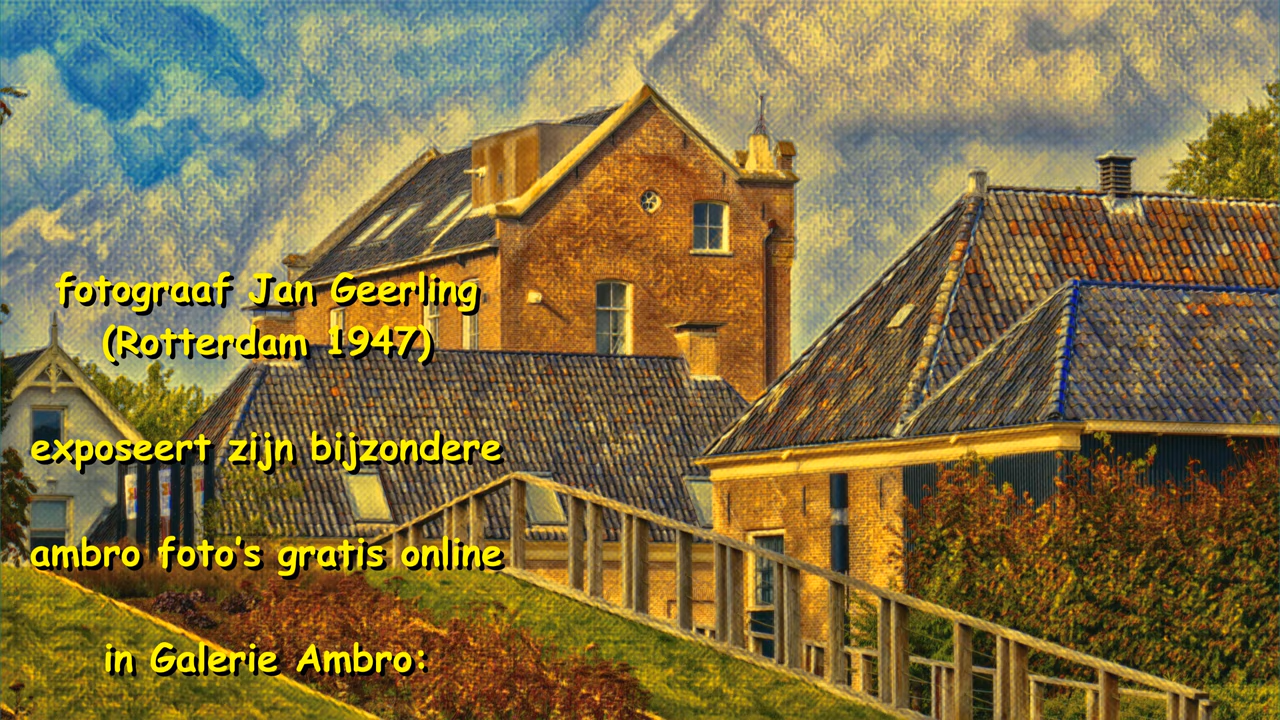 fotograaf Jan Geerling
(Rotterdam 1947)
exposeert zijn bijzondere
ambro foto's gratis online
in Galerie Ambro: